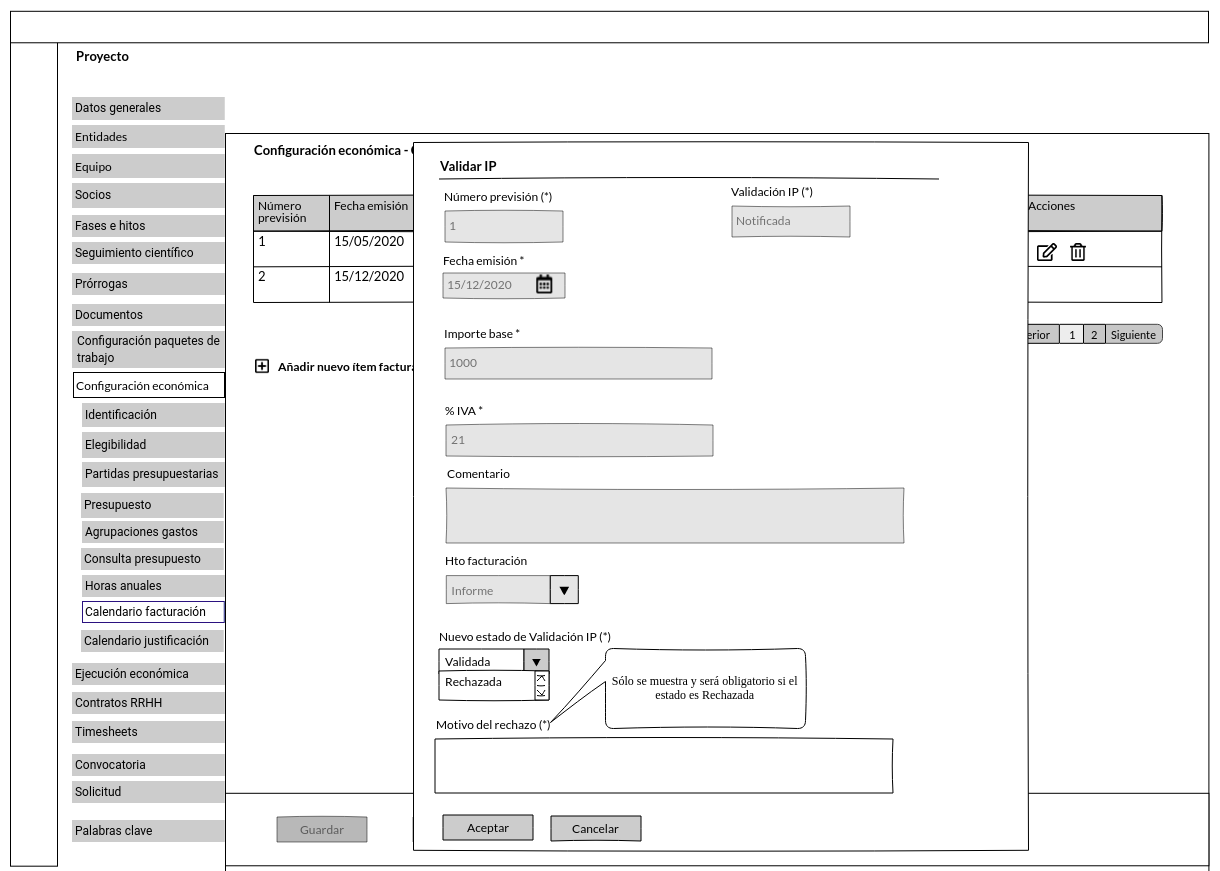 Proyecto
Datos generales
Entidades
Equipo
Socios
Fases e hitos
Seguimiento científico
Prórrogas
Documentos
Configuración paquetes de
trabajo
Configuración económica
Identificación
Elegibilidad
Partidas presupuestarias
Presupuesto
Agrupaciones gastos
Consulta presupuesto
Horas anuales
Calendario facturación
Calendario justificación
Ejecución económica
Contratos RRHH
Timesheets
Convocatoria
Solicitud
Palabras clave
Configuración económica -
Número
previsión
Fecha emisión
Acciones
1
15/05/2020
2
15/12/2020
erior
1
2
Siguiente
Añadir nuevo ítem factur
Guardar
Validar IP
Número previsión (*)
Validación IP (*)
1
Notificada
Fecha emisión *
15/12/2020
Importe base *
1000
% IVA *
21
Comentario
Hto facturación
Informe
Nuevo estado de Validación IP (*)
Validada
Rechazada
Sólo se muestra y será obligatorio si el
estado es Rechazada
Motivo del rechazo (*)
Aceptar
Cancelar